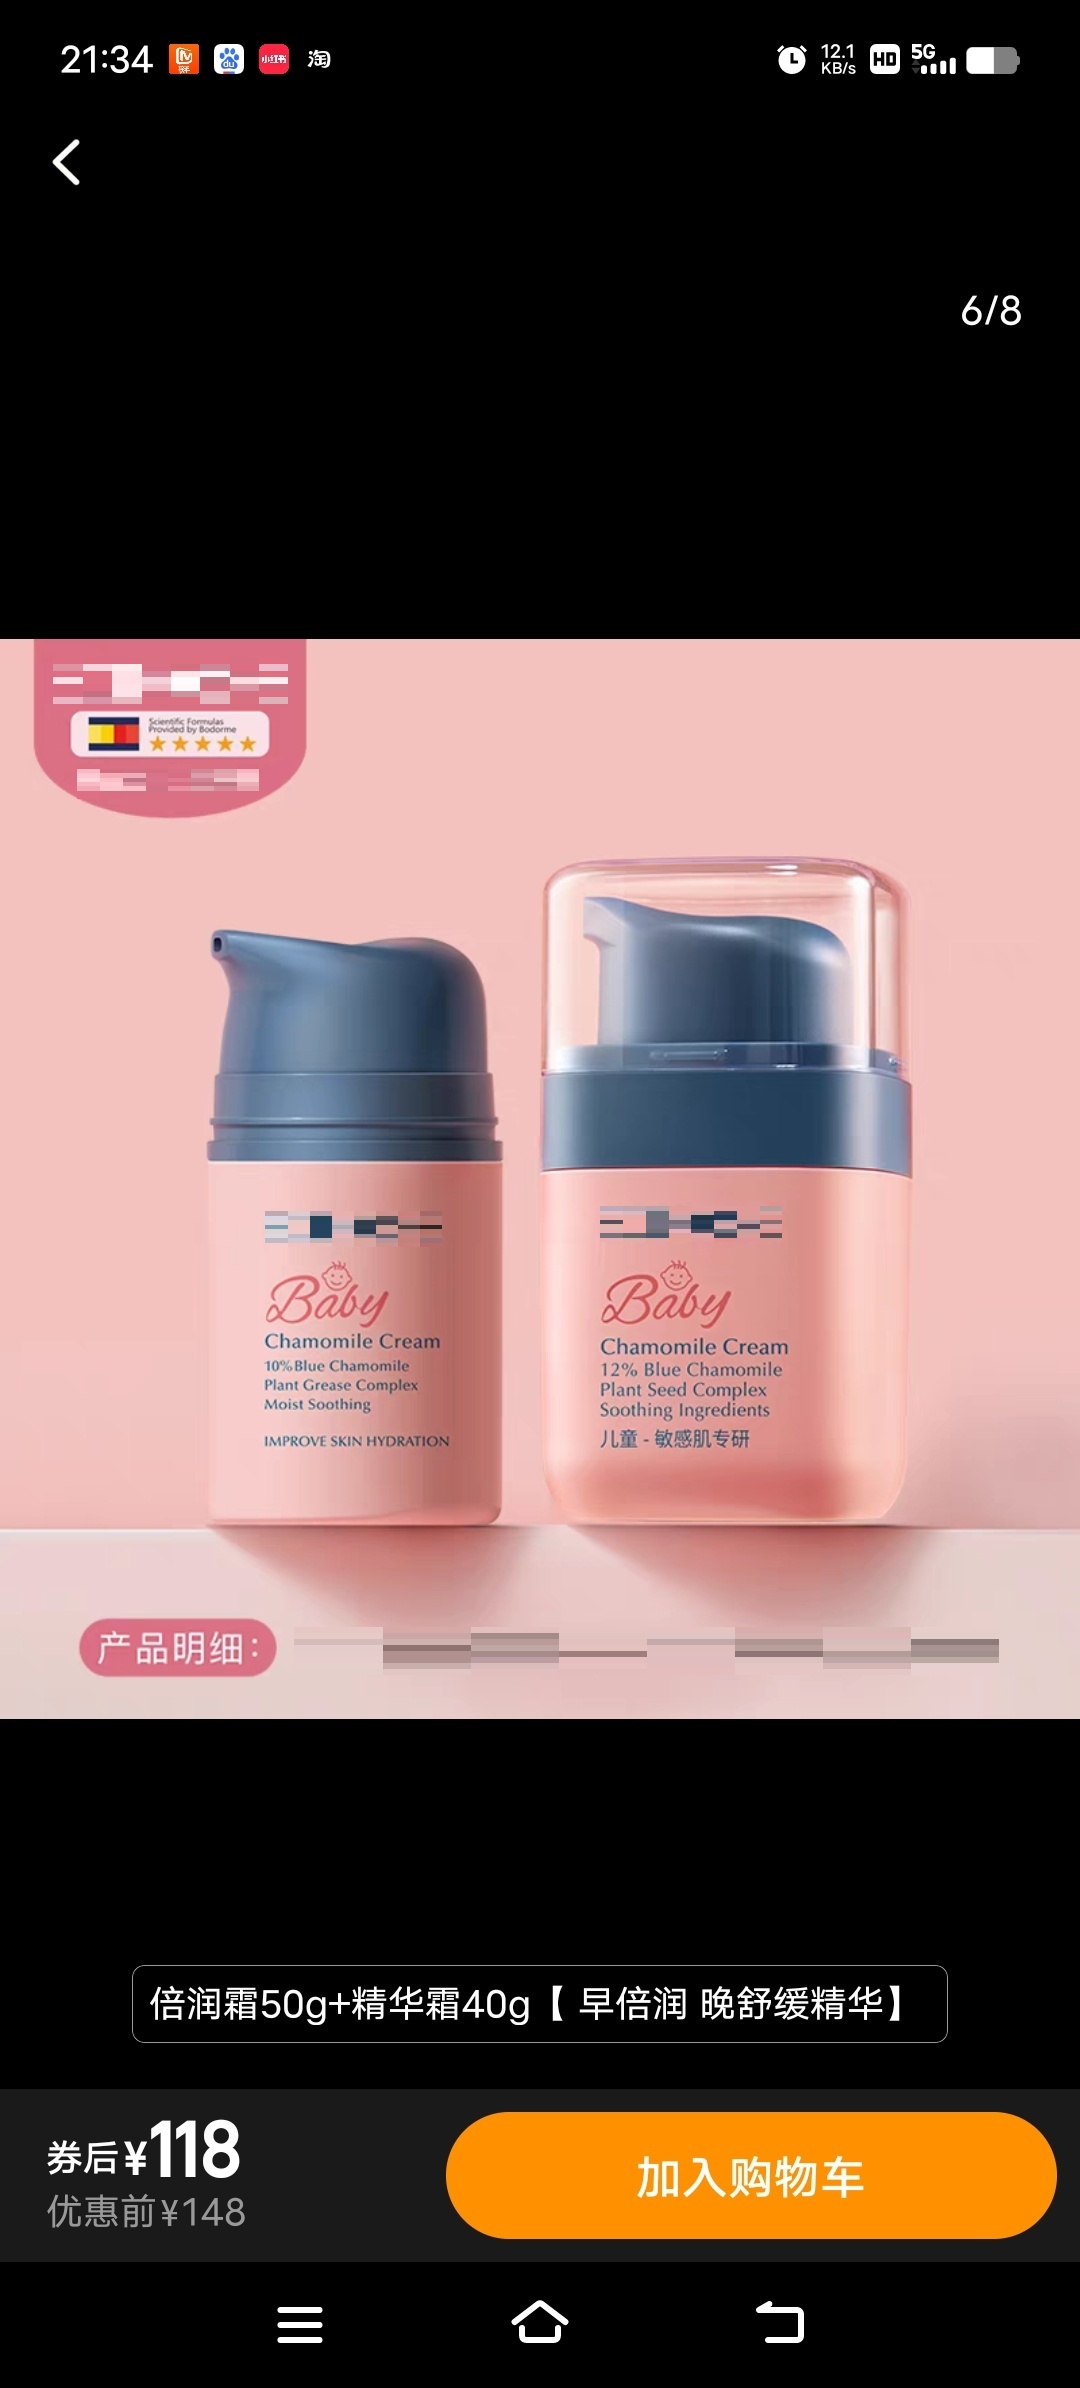 21:34
12.1
KB/s
HD
5G
6/8
Scientific Formulas
Provided by Bodorme
Baby
Chamomile Cream
10%Blue Chamomile
Plant Grease Complex
Moist Soothing
IMPROVE SKIN HYDRATION
Baby
Chamomile Cream
12% Blue Chamomile
Plant Seed Complex
Soothing Ingredients
儿童 - 敏感肌专研
产品明细:
倍润霜50g+精华霜40g【 早倍润 晚舒缓精华】
券后¥118
优惠前¥148
加入购物车